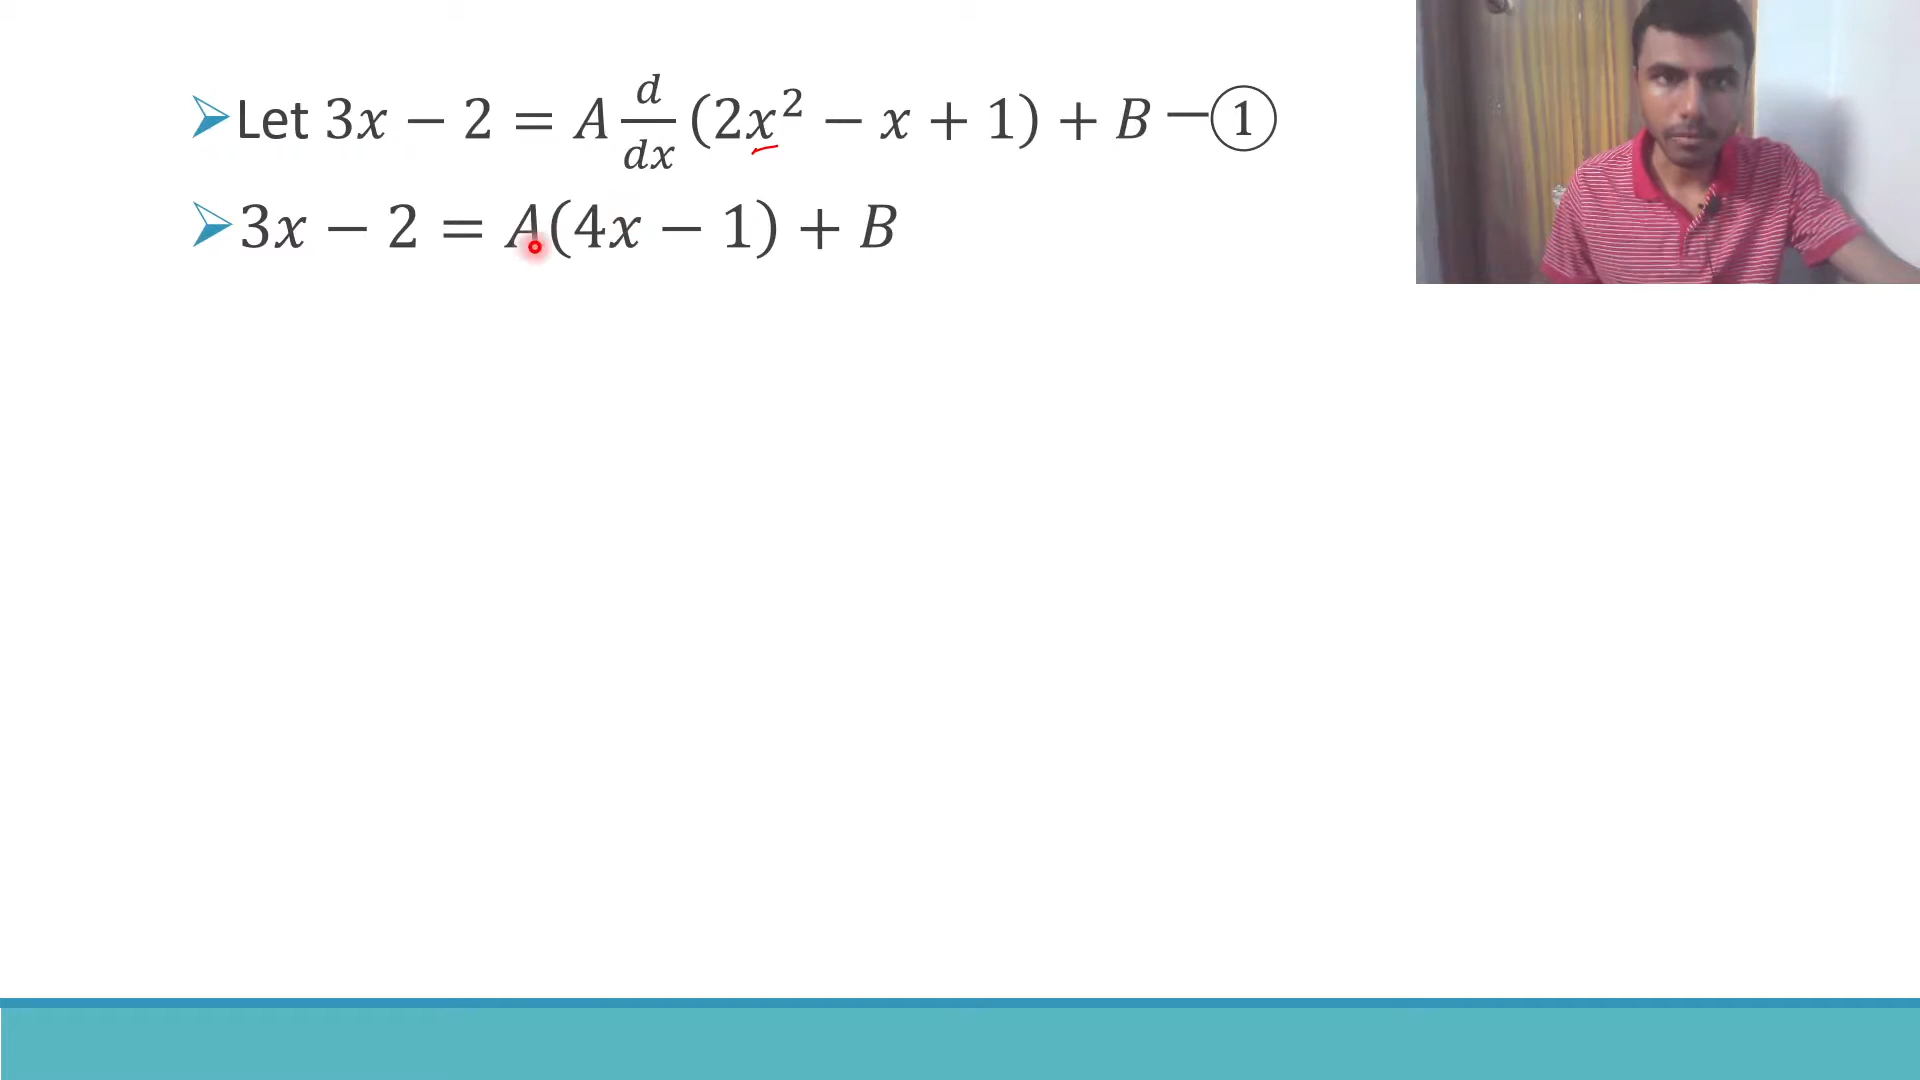 ➢Let 3x − 2 = A d/dx (2x² − x + 1) + B −①
➢3x − 2 = A(4x − 1) + B